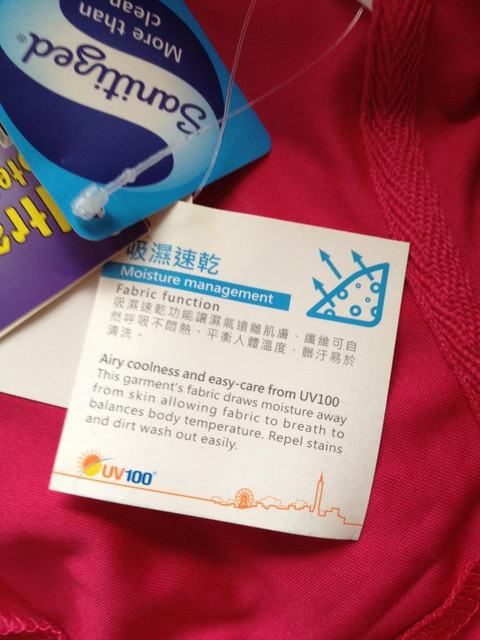 Sanitized®
More than
clean
吸濕速乾
Moisture management
Fabric function
吸濕速乾功能讓濕氣遠離肌膚、纖維可自
然呼吸不悶熱、平衡人體溫度、髒汙易於
清洗。
Airy coolness and easy-care from UV100
This garment's fabric draws moisture away
from skin allowing fabric to breath to
balances body temperature. Repel stains
and dirt wash out easily.
UV100®